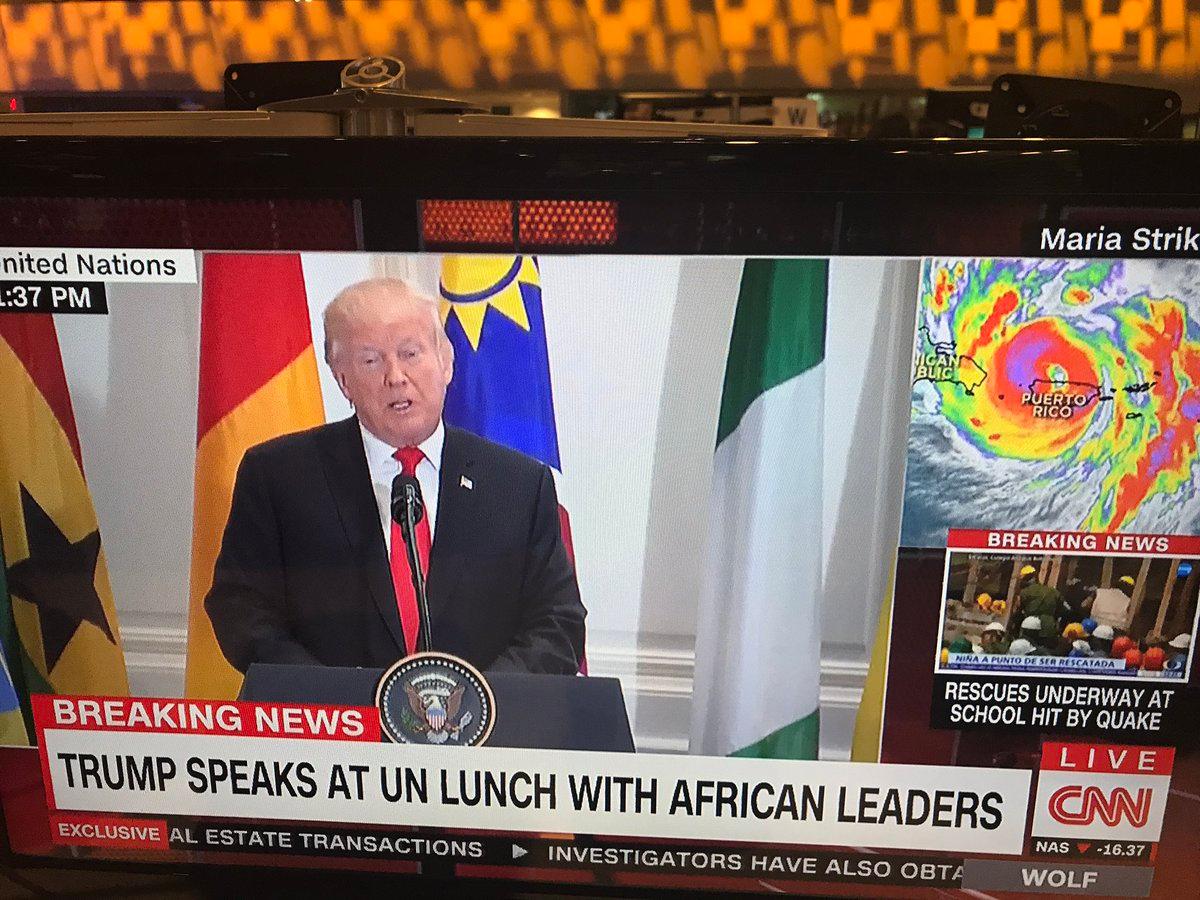 W
Maria Strik
nited Nations
:37 PM
ICAN
BLIC
PUERTO
RICO
BREAKING NEWS
NIÑA A PUNTO DE SER RESCATADA
RESCUES UNDERWAY AT
SCHOOL HIT BY QUAKE
BREAKING NEWS
TRUMP SPEAKS AT UN LUNCH WITH AFRICAN LEADERS
LIVE
CNN
EXCLUSIVE AL ESTATE TRANSACTIONS ▶ INVESTIGATORS HAVE ALSO OBTA
NAS ▼ -16.37
WOLF